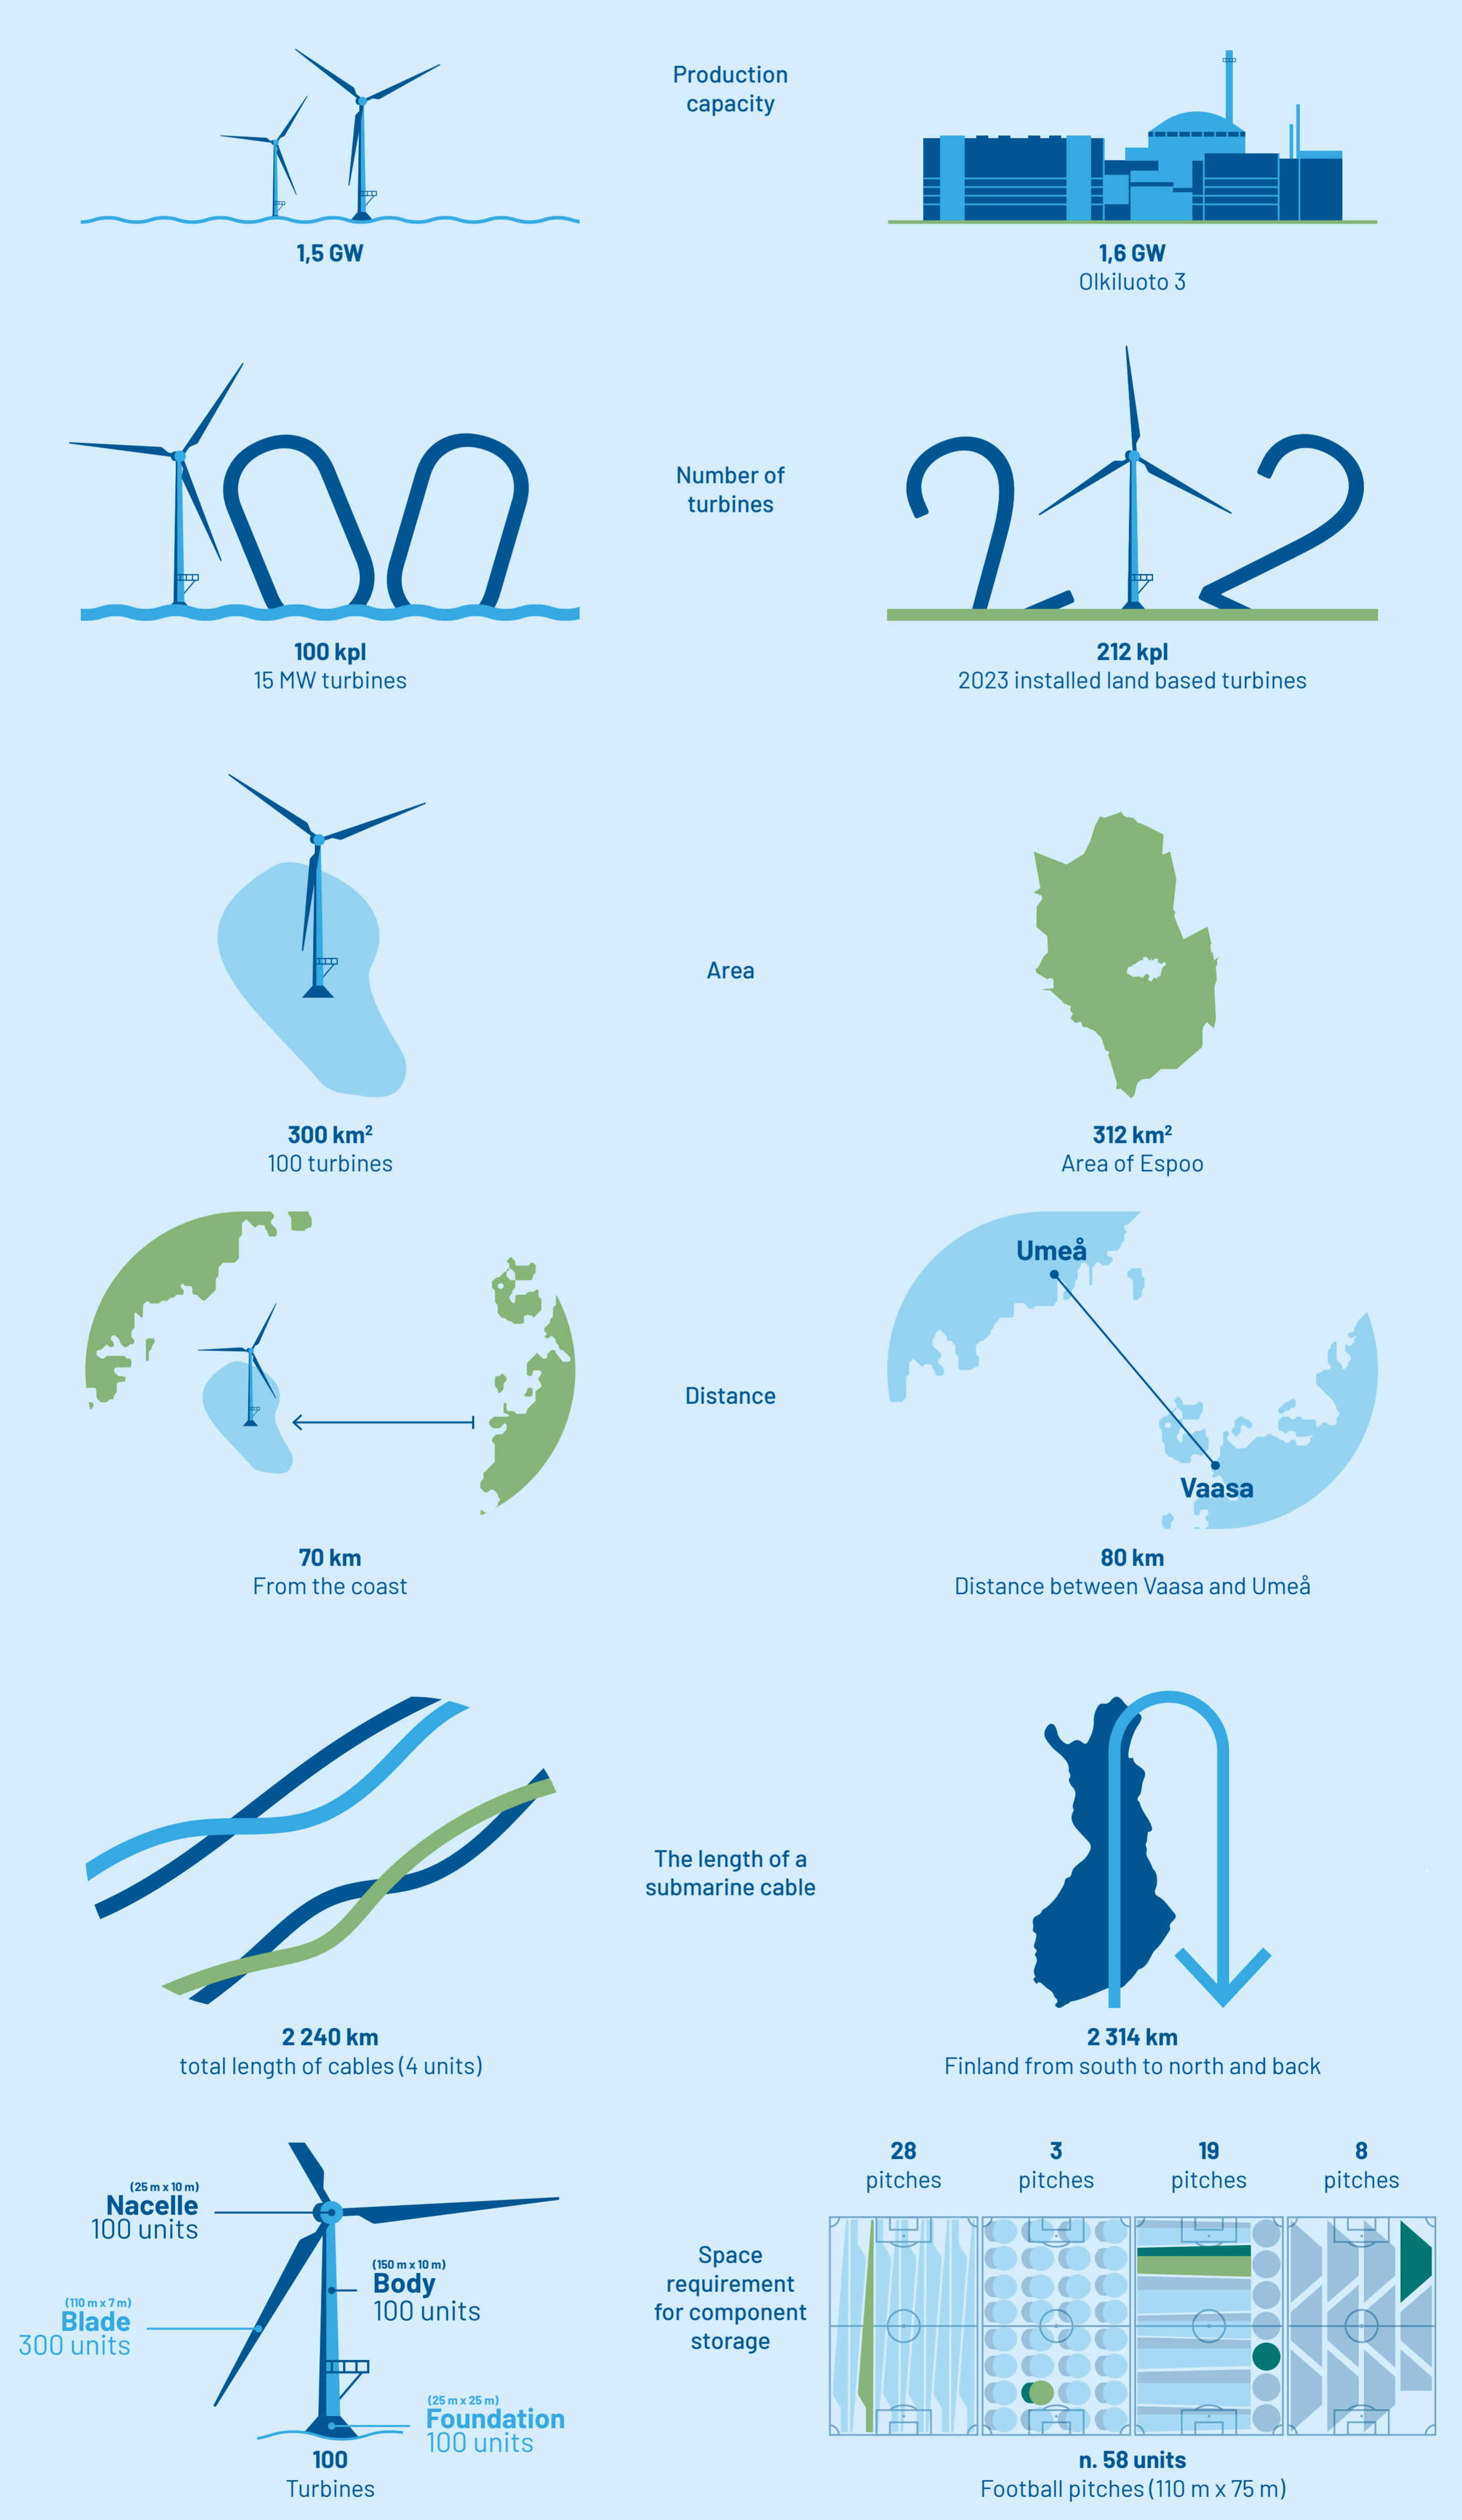 Production
capacity
1,5 GW
1,6 GW
Olkiluoto 3
Number of
turbines
100 kpl
15 MW turbines
212 kpl
2023 installed land based turbines
Area
300 km²
100 turbines
312 km²
Area of Espoo
Umeå
Vaasa
Distance
70 km
From the coast
80 km
Distance between Vaasa and Umeå
The length of a
submarine cable
2 240 km
total length of cables (4 units)
2 314 km
Finland from south to north and back
(25 m x 10 m)
Nacelle
100 units
(150 m x 10 m)
Body
100 units
(110 m x 7 m)
Blade
300 units
(25 m x 25 m)
Foundation
100 units
100
Turbines
Space
requirement
for component
storage
28
pitches
3
pitches
19
pitches
8
pitches
n. 58 units
Football pitches (110 m x 75 m)